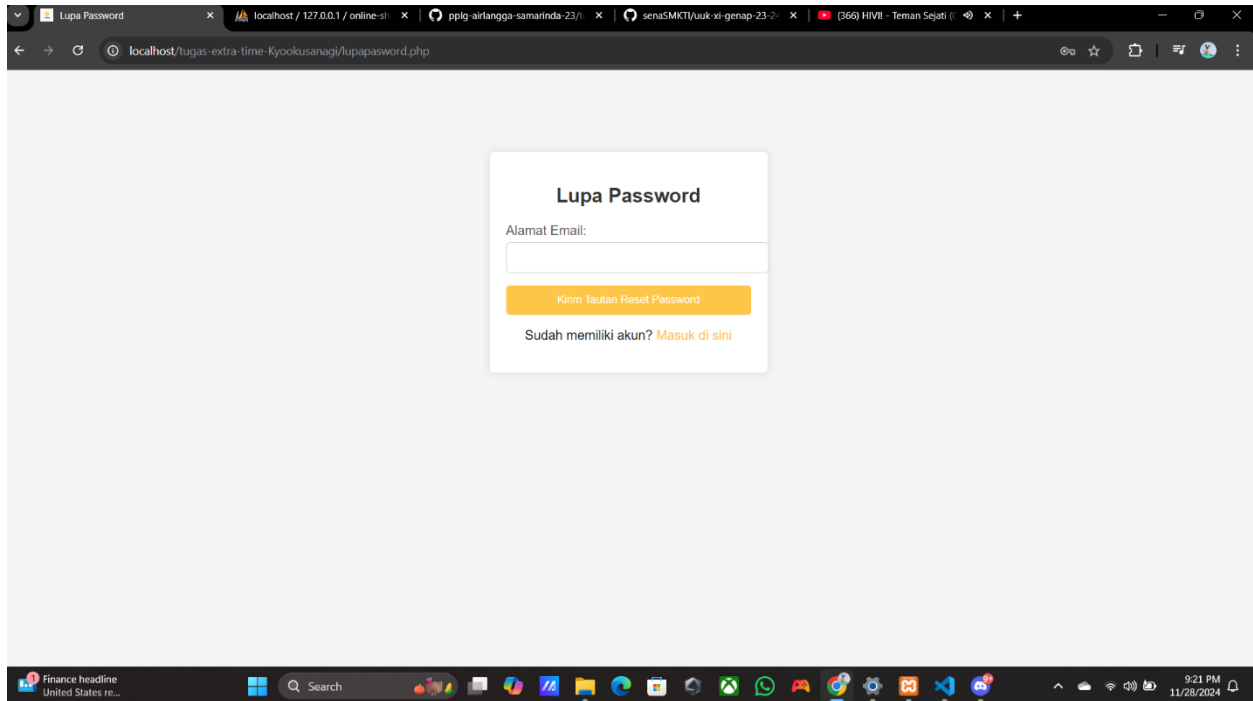 Lupa Password
localhost / 127.0.0.1 / online-sh
pplg-airlangga-samarinda-23/t
senaSMKTI/uuk-xi-genap-23-24
(366) HIVI! - Teman Sejati (
localhost/tugas-extra-time-Kyookusanagi/lupapasword.php
Lupa Password
Alamat Email:
Kirim Tautan Reset Password
Sudah memiliki akun? Masuk di sini
1
Finance headline
United States re...
Search
9:21 PM
11/28/2024